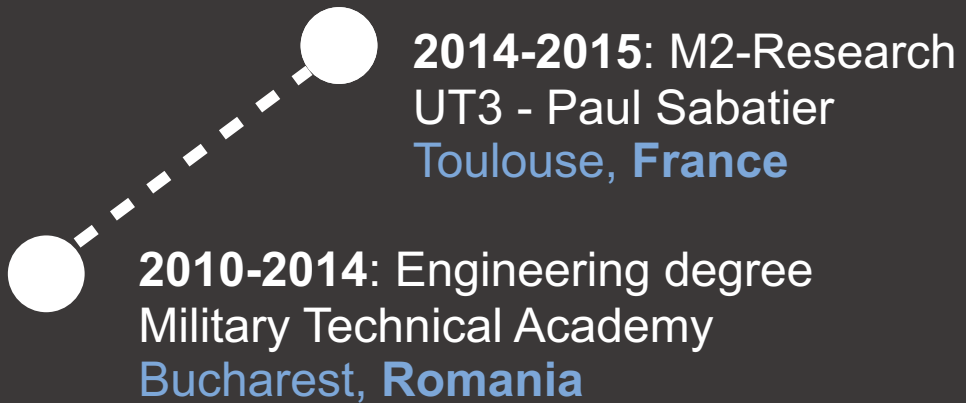 2014-2015: M2-Research
UT3 - Paul Sabatier
Toulouse, France
2010-2014: Engineering degree
Military Technical Academy
Bucharest, Romania